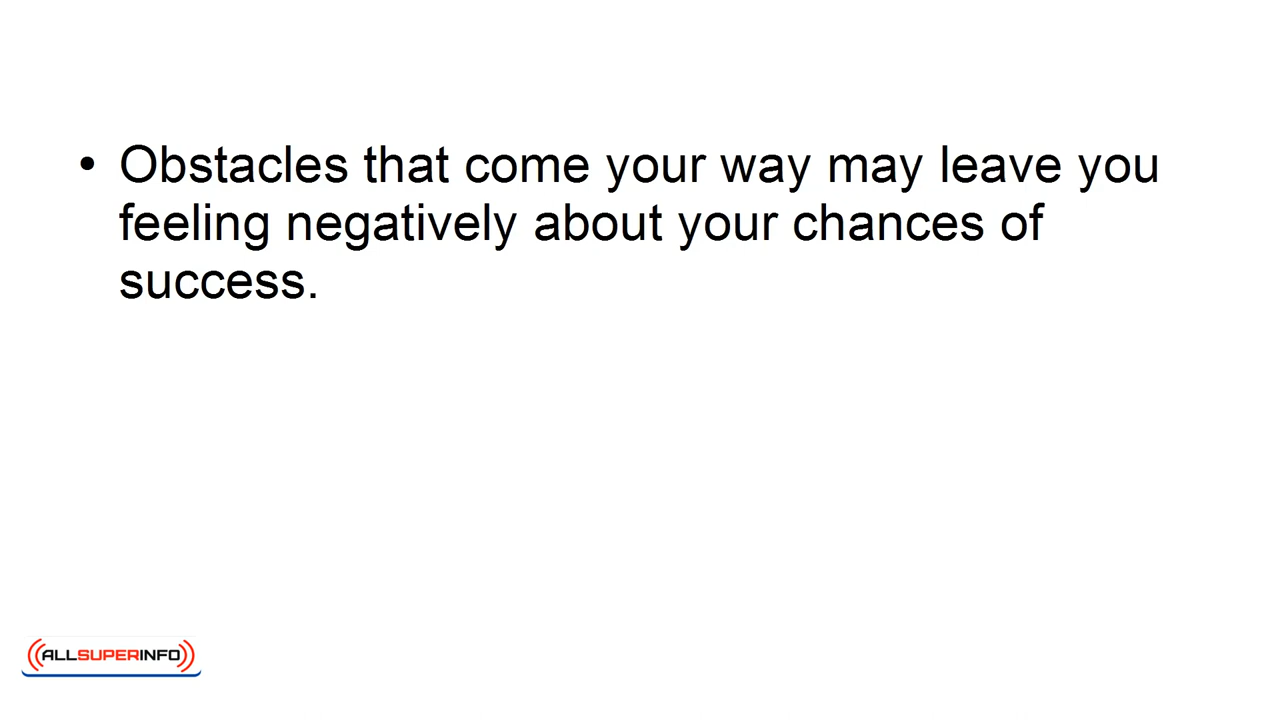 • Obstacles that come your way may leave you
feeling negatively about your chances of
success.
ALLSUPERINFO